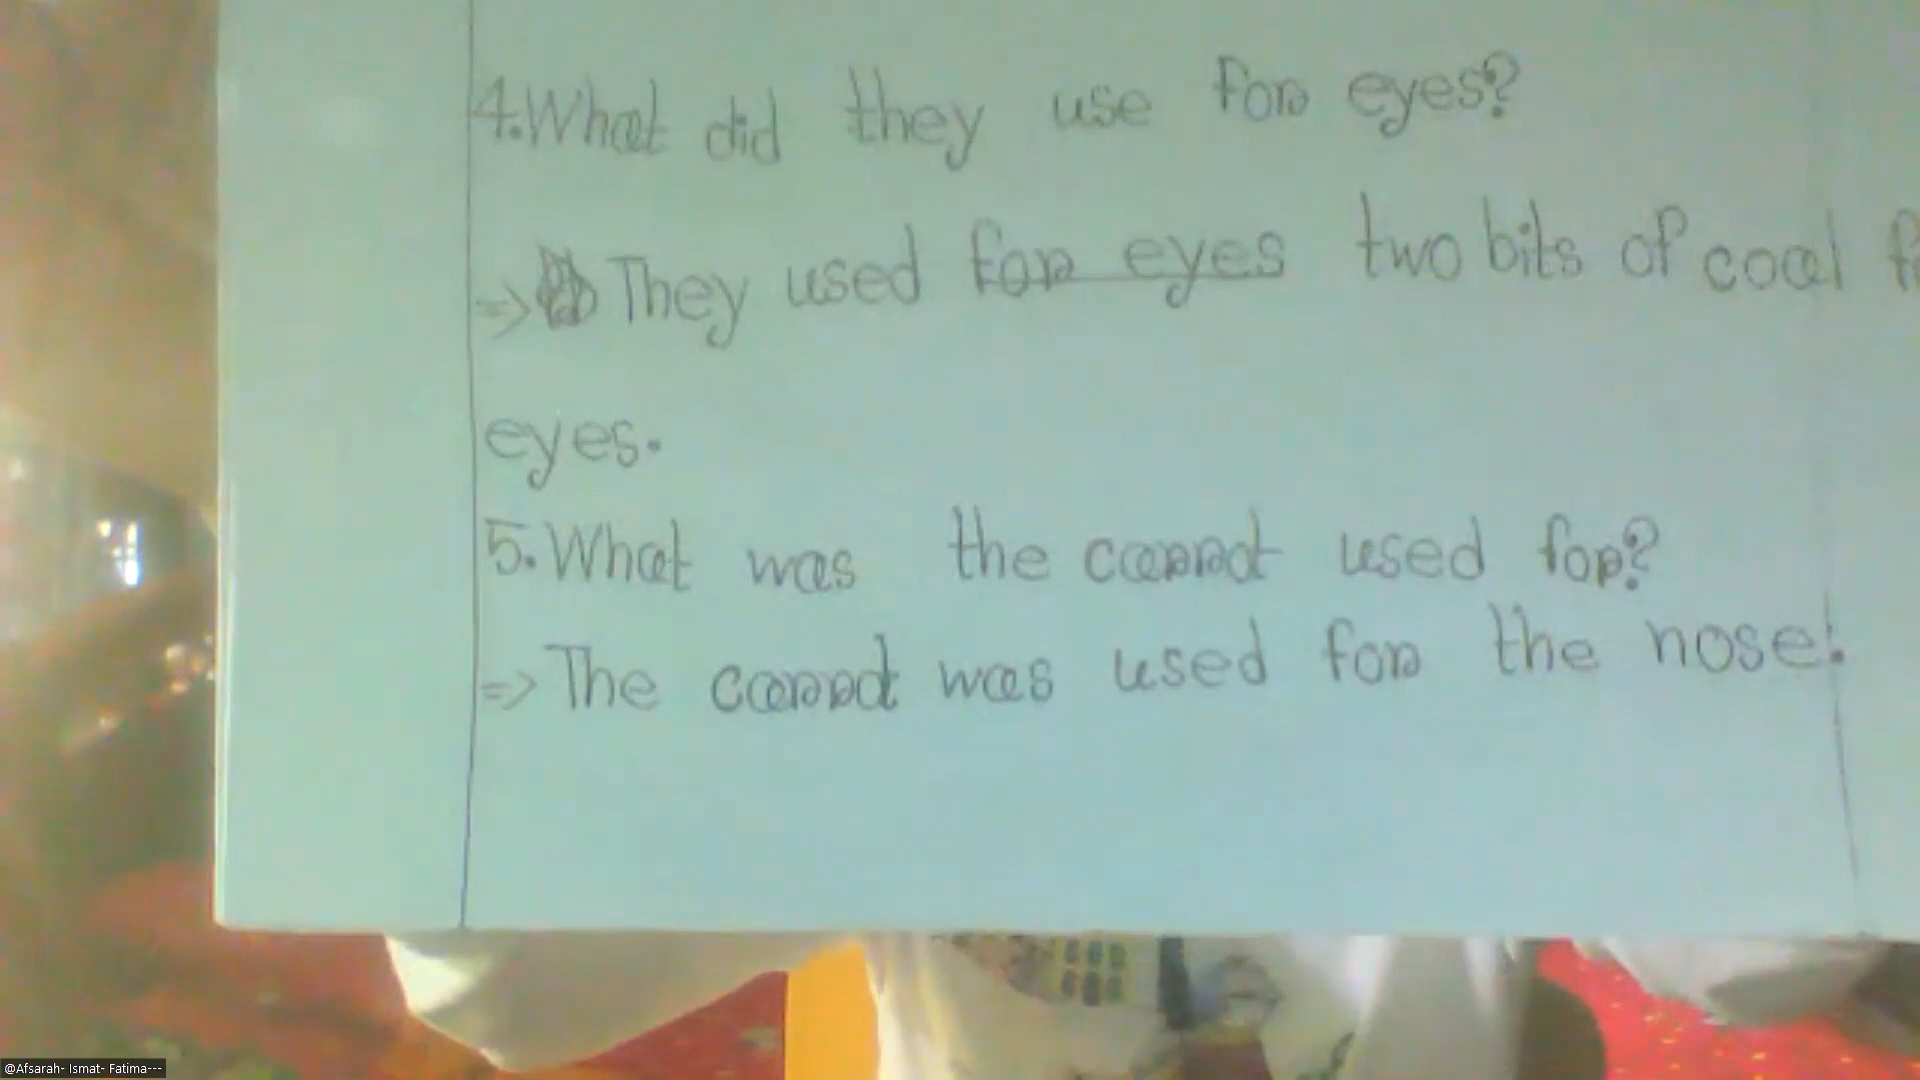 4. What did they use for eyes?
=> They used for eyes two bits of coal
eyes.
5. What was the carrot used for?
=> The carrot was used for the nose.
@Afsarah- Ismat- Fatima---